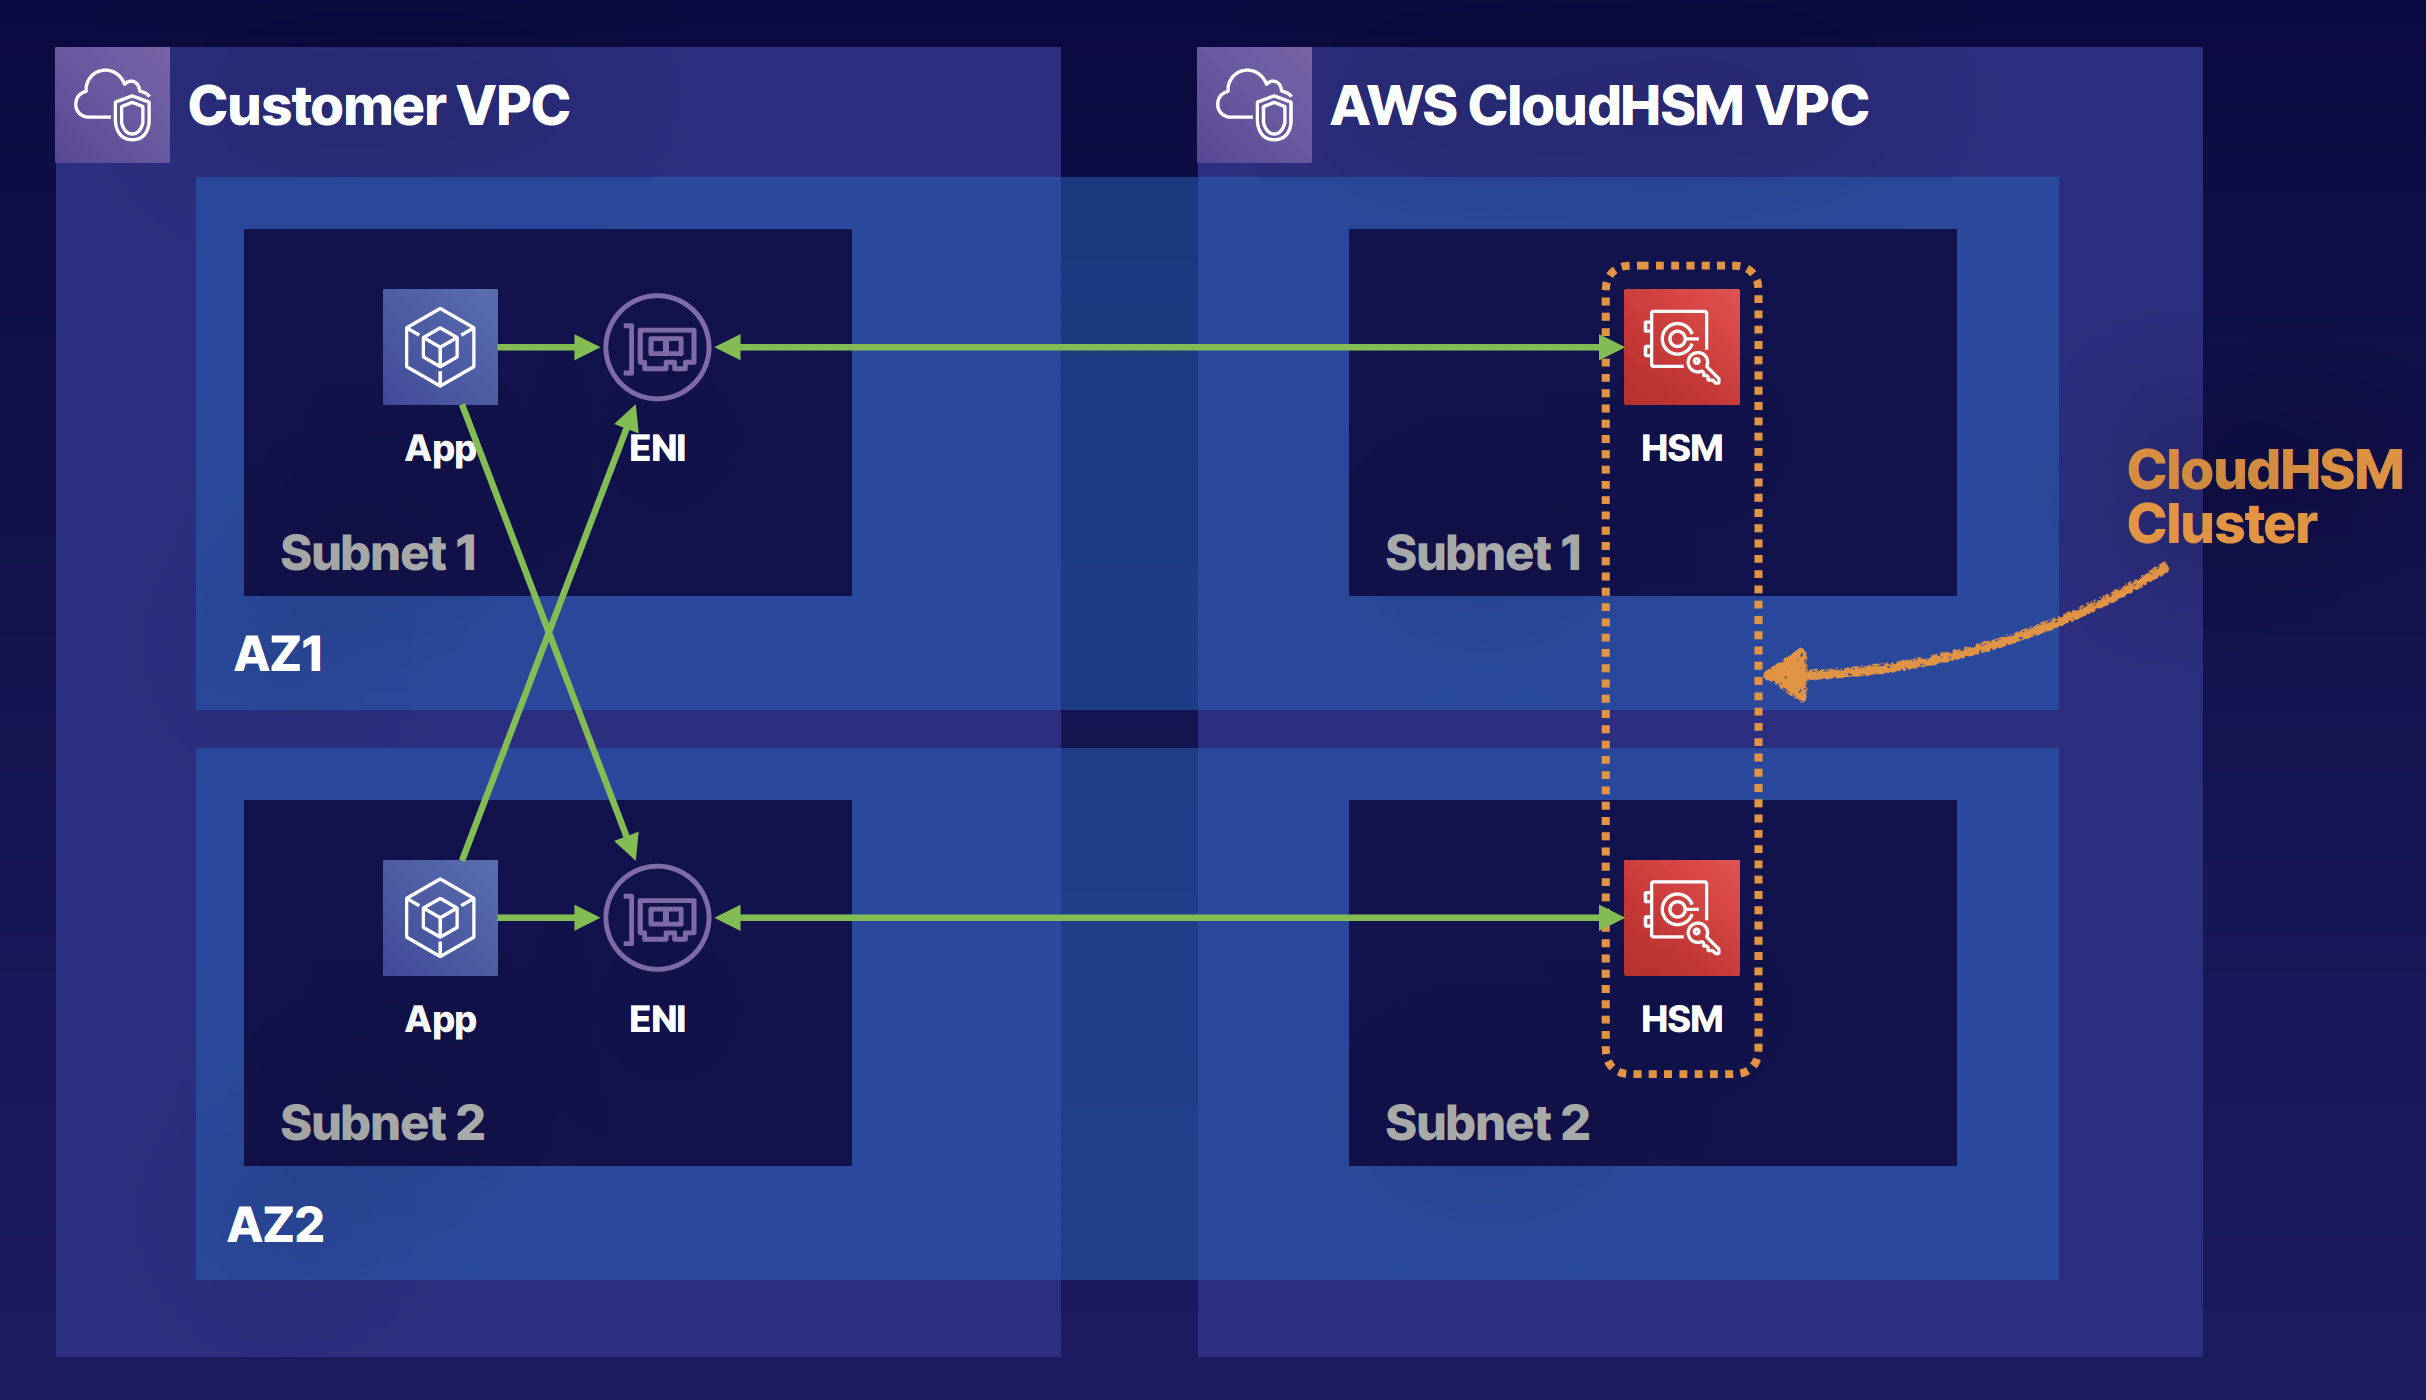 Customer VPC
AWS CloudHSM VPC
App
ENI
Subnet 1
AZ1
HSM
Subnet 1
CloudHSM
Cluster
App
ENI
Subnet 2
AZ2
HSM
Subnet 2